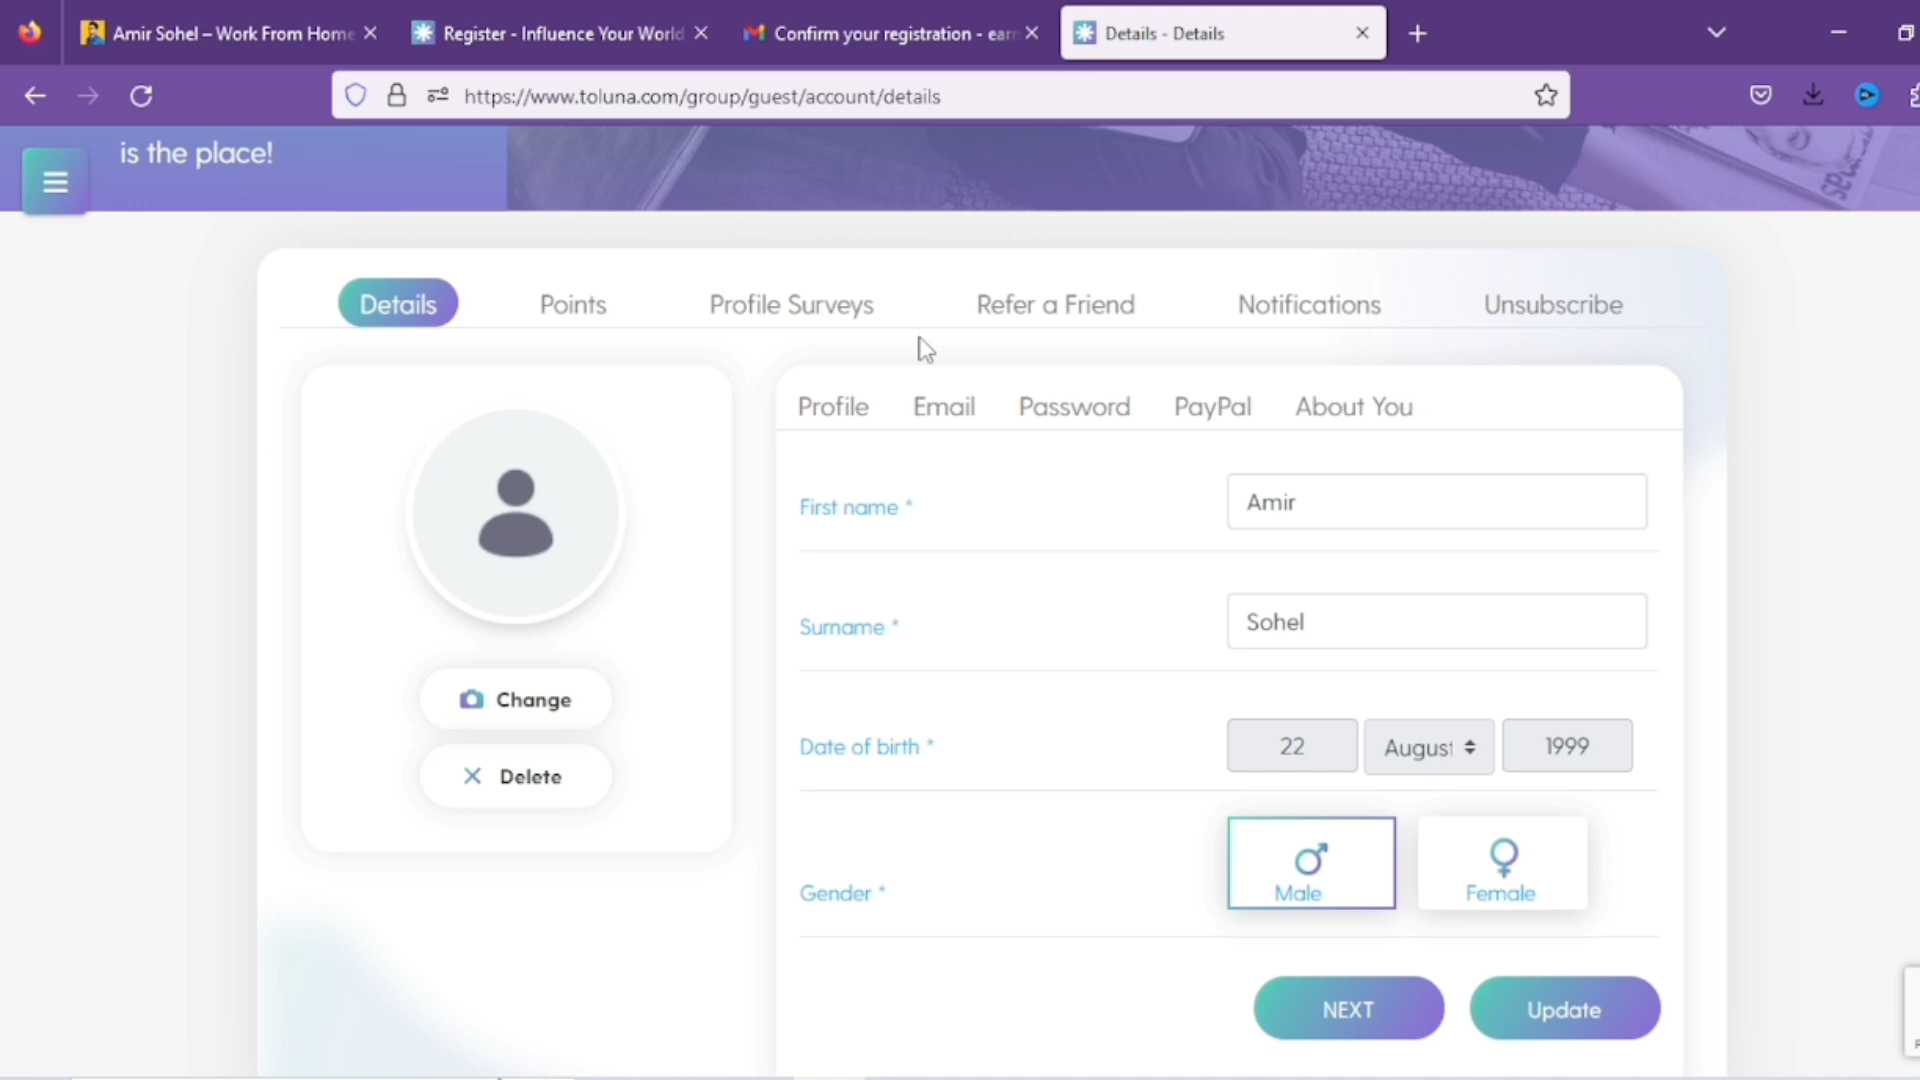 Amir Sohel – Work From Home
Register - Influence Your World
Confirm your registration - earn
Details - Details
https://www.toluna.com/group/guest/account/details
is the place!
Details
Points
Profile Surveys
Refer a Friend
Notifications
Unsubscribe
Profile
Email
Password
PayPal
About You
First name *
Amir
Surname *
Sohel
Change
Date of birth *
22
August
1999
Delete
Gender *
Male
Female
NEXT
Update